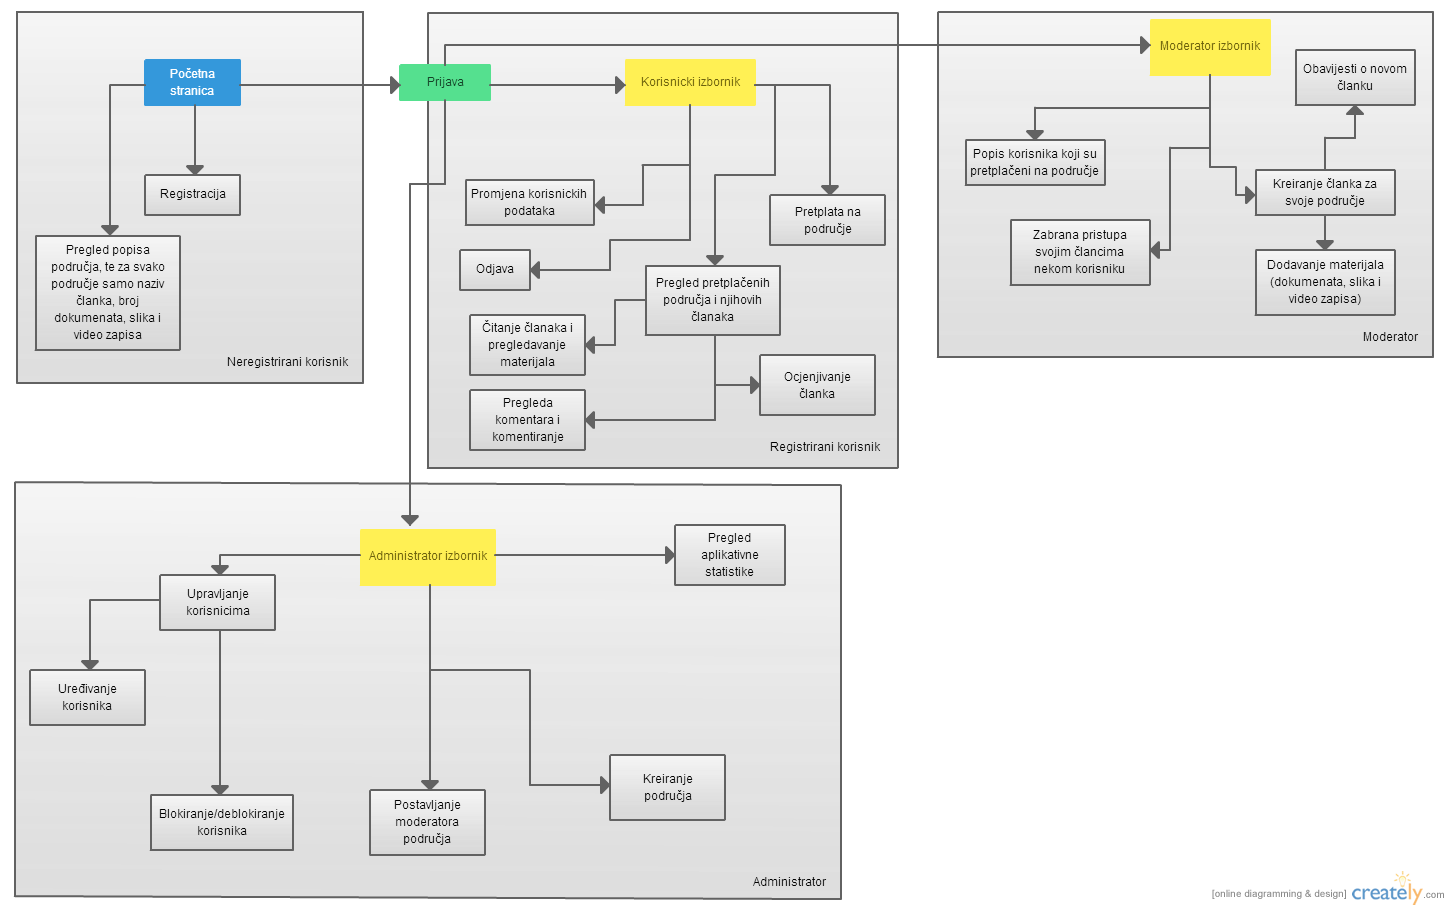 Početna
stranica
Registracija
Pregled popisa
područja, te za svako
područje samo naziv
članka, broj
dokumenata, slika i
video zapisa
Neregistrirani korisnik
Prijava
Korisnicki izbornik
Promjena korisnickih
podataka
Pretplata na
područje
Odjava
Pregled pretplačenih
područja i njihovih
članaka
Čitanje članaka i
pregledavanje
materijala
Ocjenjivanje
članka
Pregleda
komentara i
komentiranje
Registrirani korisnik
Moderator izbornik
Obavijesti o novom
članku
Popis korisnika koji su
pretplačeni na područje
Kreiranje članka za
svoje područje
Zabrana pristupa
svojim člancima
nekom korisniku
Dodavanje materijala
(dokumenata, slika i
video zapisa)
Moderator
Administrator izbornik
Pregled
aplikativne
statistike
Upravljanje
korisnicima
Uređivanje
korisnika
Blokiranje/deblokiranje
korisnika
Postavljanje
moderatora
područja
Kreiranje
područja
Administrator
[online diagramming & design] creately.com